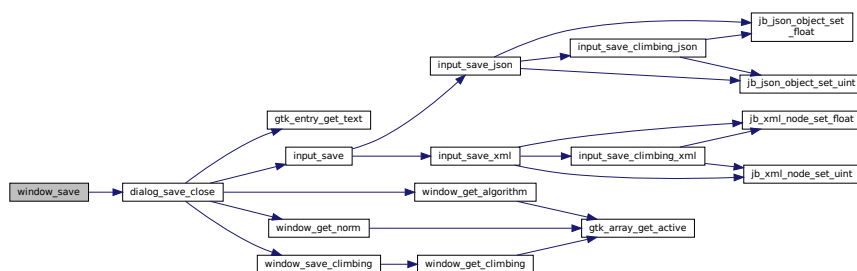 window_save
dialog_save_close
gtk_entry_get_text
input_save
input_save_json
input_save_climbing_json
jb_json_object_set
_float
jb_json_object_set_uint
input_save_xml
input_save_climbing_xml
jb_xml_node_set_float
jb_xml_node_set_uint
window_get_algorithm
window_get_norm
gtk_array_get_active
window_save_climbing
window_get_climbing